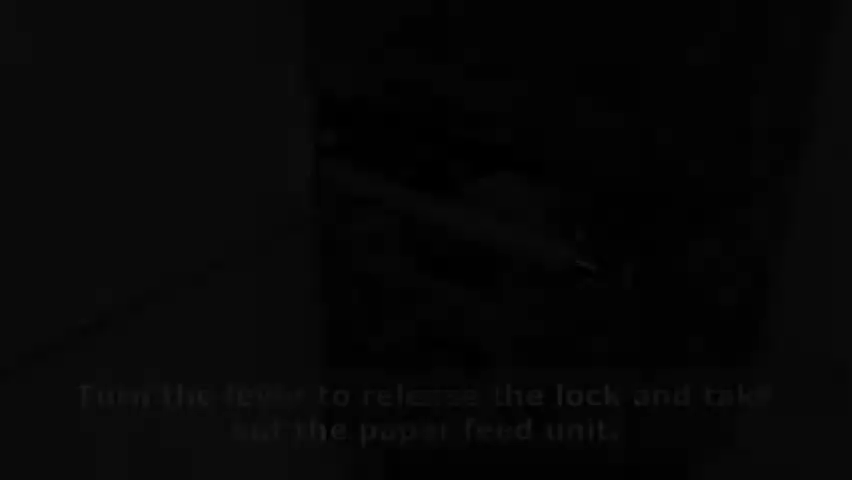 Turn the lever to release the lock and take
out the paper feed unit.